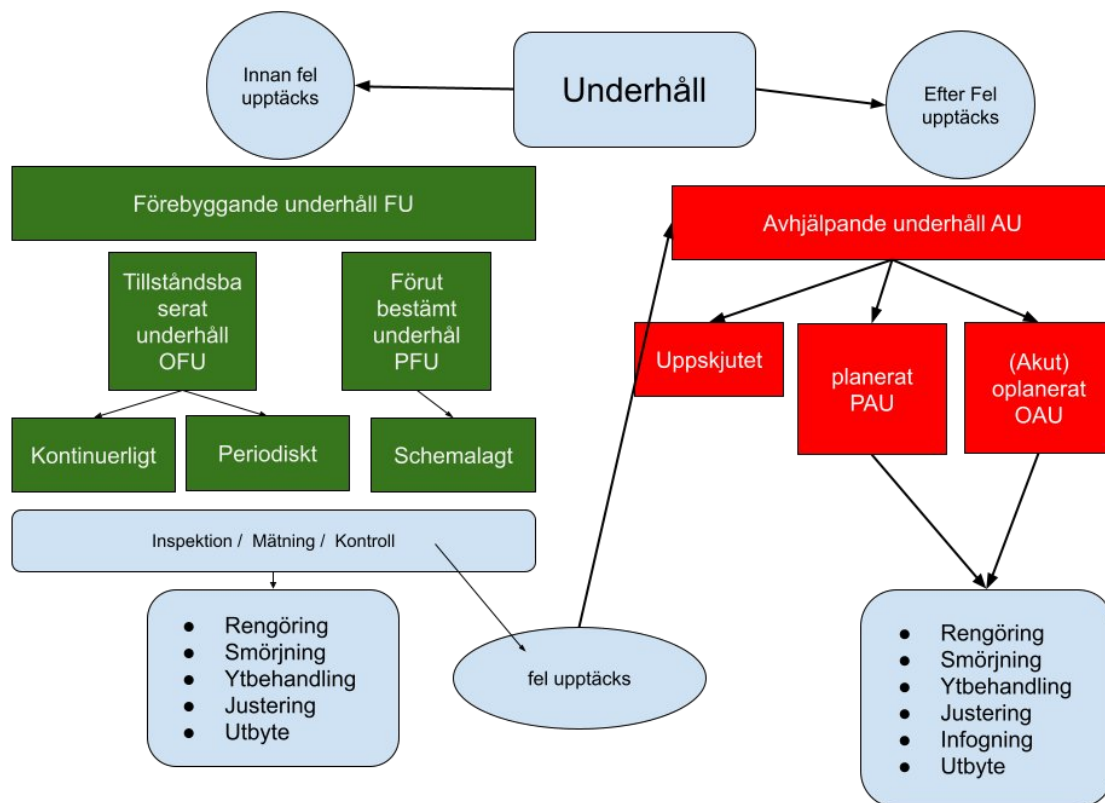 Underhåll
Innan fel
upptäcks
Efter Fel
upptäcks
Förebyggande underhåll FU
Avhjälpande underhåll AU
Tillståndsba
serat
underhåll
OFU
Förut
bestämt
underhål
PFU
Uppskjutet
planerat
PAU
(Akut)
oplanerat
OAU
Kontinuerligt
Periodiskt
Schemalagt
Inspektion / Mätning / Kontroll
● Rengöring
● Smörjning
● Ytbehandling
● Justering
● Utbyte
fel upptäcks
● Rengöring
● Smörjning
● Ytbehandling
● Justering
● Infogning
● Utbyte